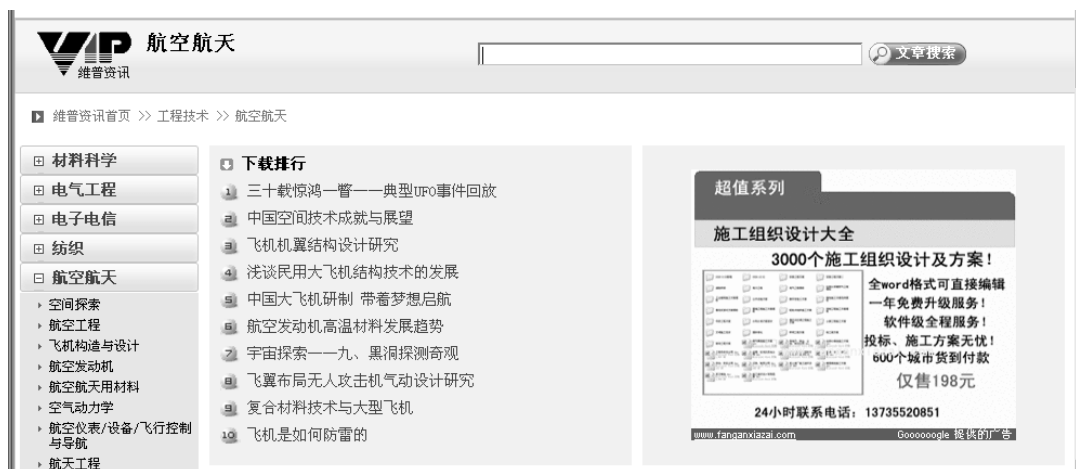 VIP 航空航天
维普资讯
文章搜索
维普资讯首页 >> 工程技术 >> 航空航天
材料科学
电气工程
电子电信
纺织
航空航天
空间探索
航空工程
飞机构造与设计
航空发动机
航空航天用材料
空气动力学
航空仪表/设备/飞行控制
与导航
航天工程
下载排行
1 三十载惊鸿一瞥——典型UFO事件回放
2 中国空间技术成就与展望
3 飞机机翼结构设计研究
4 浅谈民用大飞机结构技术的发展
5 中国大飞机研制 带着梦想启航
6 航空发动机高温材料发展趋势
7 宇宙探索——九、黑洞探测奇观
8 飞翼布局无人攻击机气动设计研究
9 复合材料技术与大型飞机
10 飞机是如何防雷的
超值系列
施工组织设计大全
3000个施工组织设计及方案！
全word格式可直接编辑
一年免费升级服务！
软件级全程服务！
投标、施工方案无忧！
600个城市货到付款
仅售198元
24小时联系电话：13735520851
www.fanganxiazai.com
Goooooogle 提供的广告